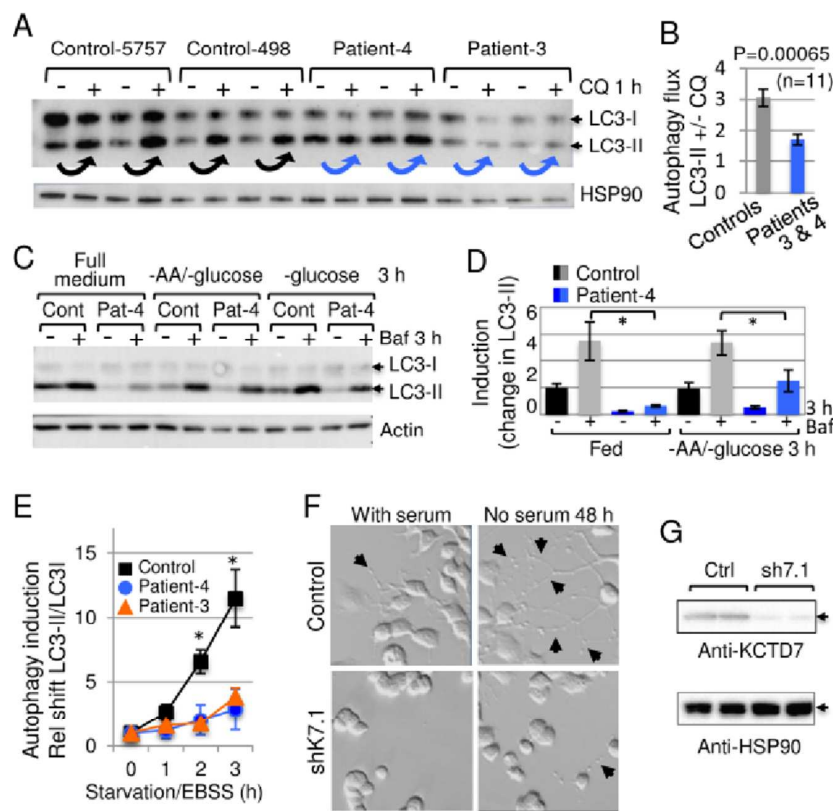 A
Control-5757 Control-498 Patient-4 Patient-3
- + - + - + - + - + - + - + - + CQ 1 h
LC3-I
LC3-II
HSP90
B
P=0.00065
(n=11)
Autophagy flux
LC3-II +/- CQ
4
3
2
1
0
Controls
Patients
3 & 4
C
Full
medium -AA/-glucose -glucose 3 h
Cont Pat-4 Cont Pat-4 Cont Pat-4
- + - + - + - + - + - + Baf 3 h
LC3-I
LC3-II
Actin
D
Control
Patient-4
Induction
(change in LC3-II)
6
4
2
0
* *
3 h
- + - + - + - + Baf
Fed -AA/-glucose 3 h
E
Autophagy induction
Rel shift LC3-II/LC3I
15
10
5
0
Control
Patient-4
Patient-3
*
*
0 1 2 3
Starvation/EBSS (h)
F
With serum No serum 48 h
Control
shK7.1
G
Ctrl sh7.1
Anti-KCTD7
Anti-HSP90